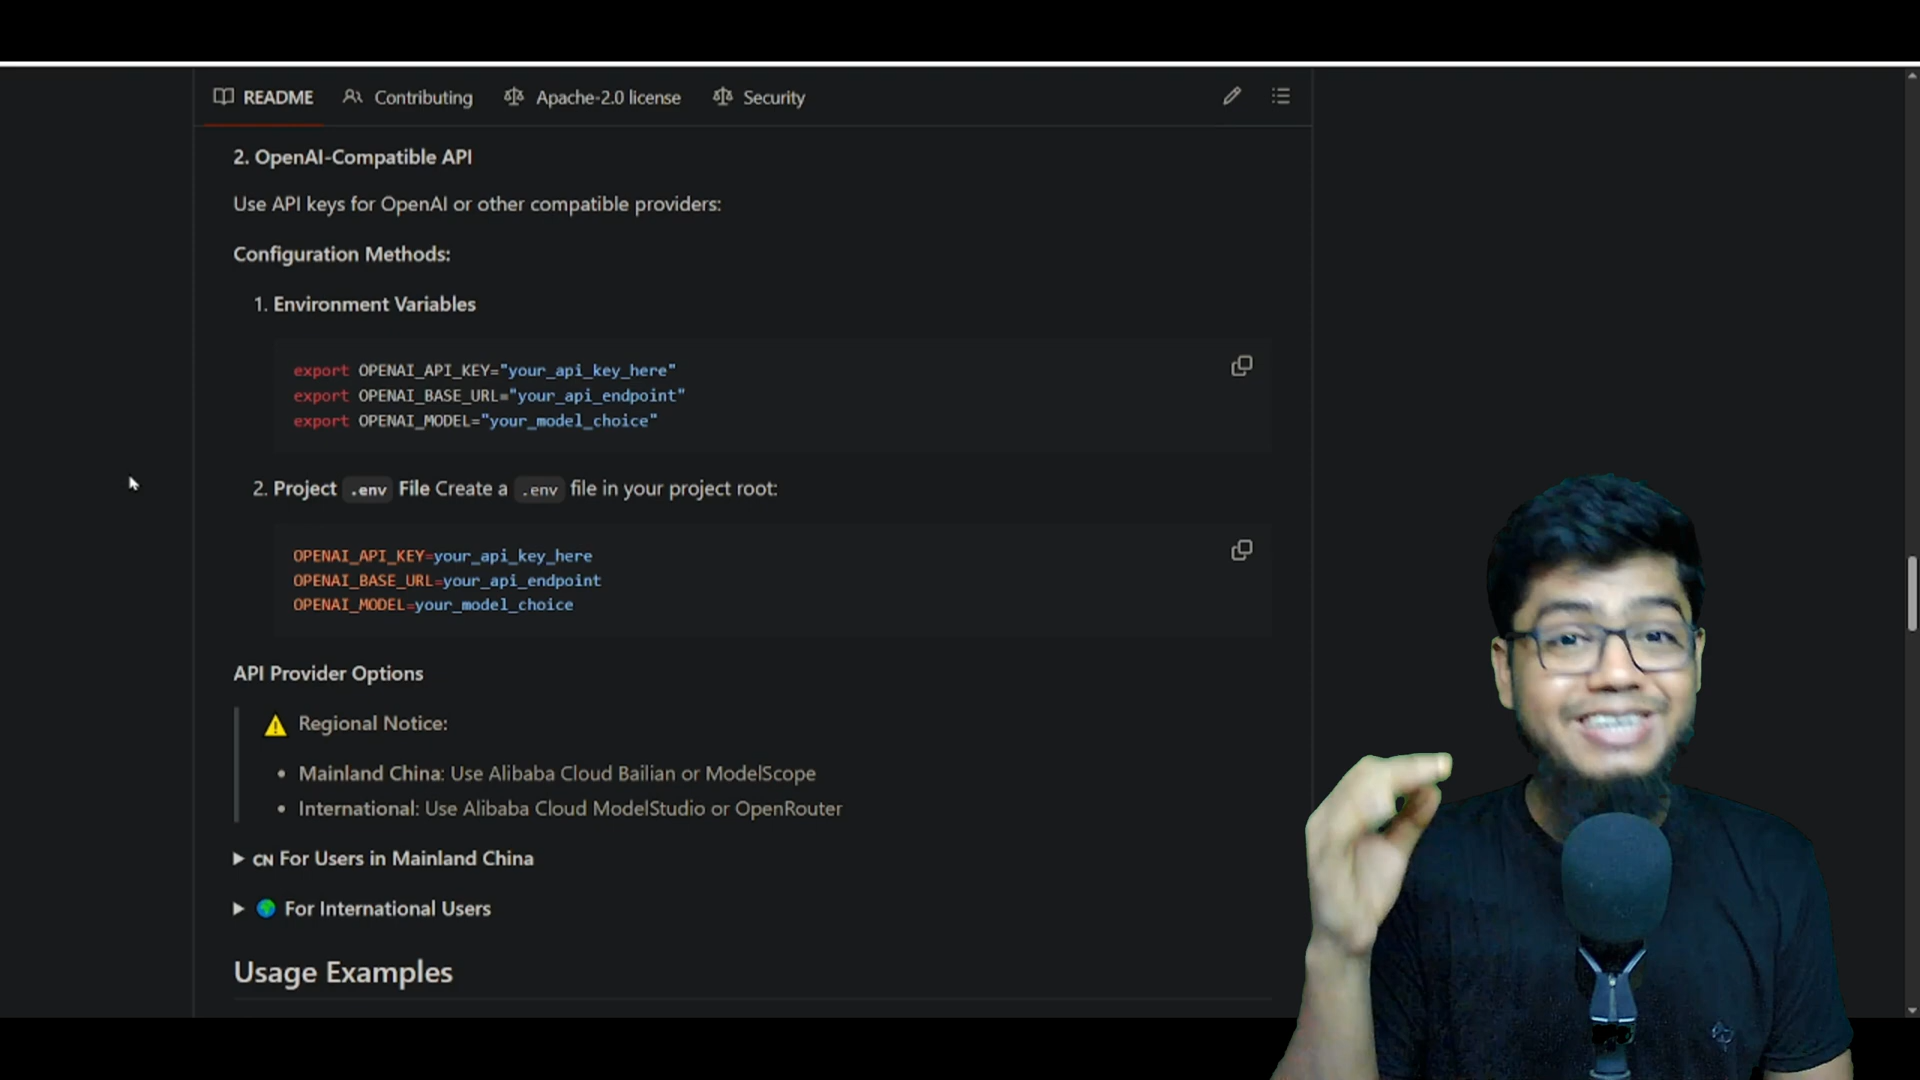 README Contributing Apache-2.0 license Security
2. OpenAI-Compatible API
Use API keys for OpenAI or other compatible providers:
Configuration Methods:
1. Environment Variables
export OPENAI_API_KEY="your_api_key_here"
export OPENAI_BASE_URL="your_api_endpoint"
export OPENAI_MODEL="your_model_choice"
2. Project .env File Create a .env file in your project root:
OPENAI_API_KEY=your_api_key_here
OPENAI_BASE_URL=your_api_endpoint
OPENAI_MODEL=your_model_choice
API Provider Options
Regional Notice:
• Mainland China: Use Alibaba Cloud Bailian or ModelScope
• International: Use Alibaba Cloud ModelStudio or OpenRouter
CN For Users in Mainland China
For International Users
Usage Examples